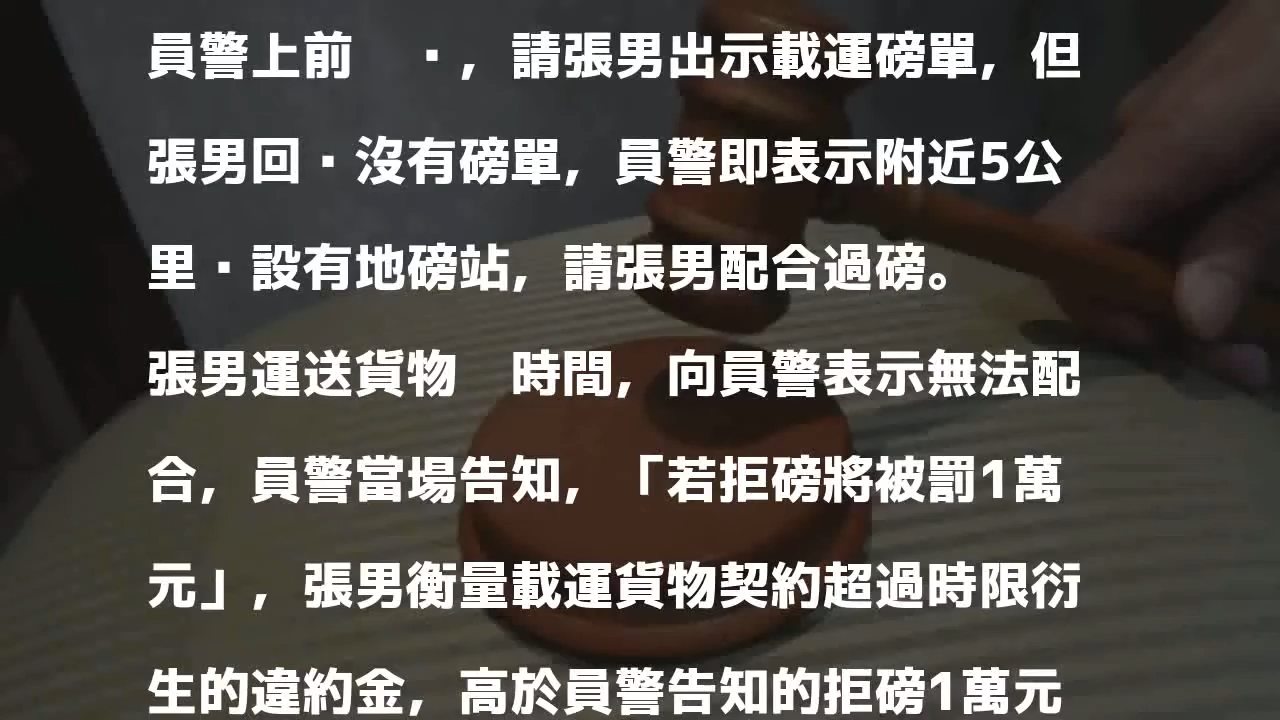 員警上前　▪，請張男出示載運磅單，但
張男回▪沒有磅單，員警即表示附近5公
里▪設有地磅站，請張男配合過磅。
張男運送貨物　時間，向員警表示無法配
合，員警當場告知，「若拒磅將被罰1萬
元」，張男衡量載運貨物契約超過時限衍
生的違約金，高於員警告知的拒磅1萬元